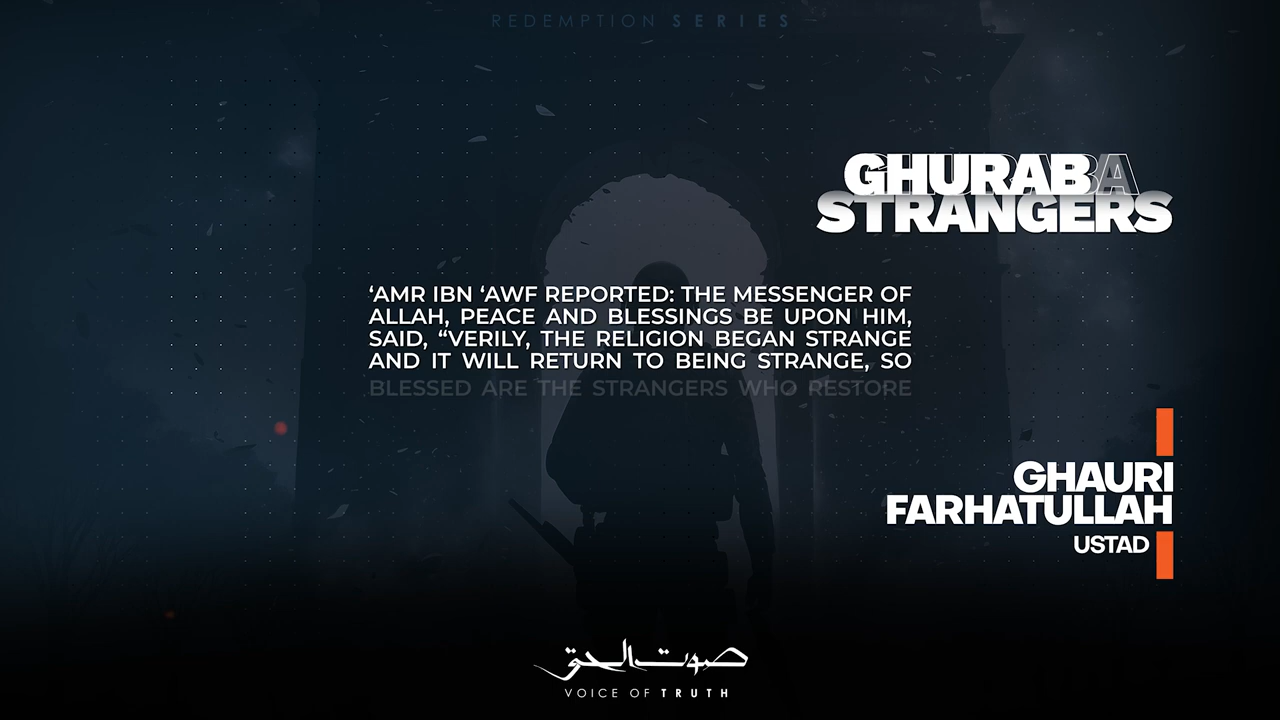 REDEMPTION SERIES
GHURABA
STRANGERS
‘AMR IBN ‘AWF REPORTED: THE MESSENGER OF
ALLAH, PEACE AND BLESSINGS BE UPON HIM,
SAID, “VERILY, THE RELIGION BEGAN STRANGE
AND IT WILL RETURN TO BEING STRANGE, SO
BLESSED ARE THE STRANGERS WHO RESTORE
GHAURI
FARHATULLAH
USTAD
صوت الحق
VOICE OF TRUTH